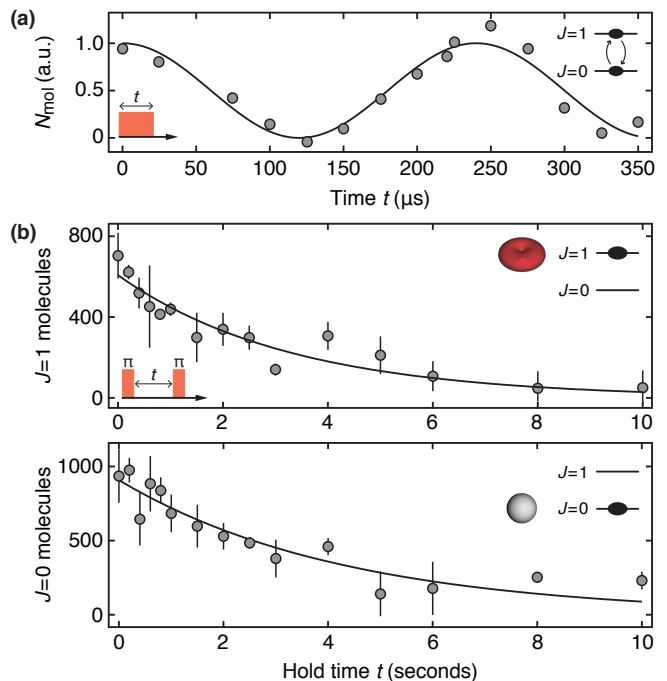 (a)
1.0
0.5
0
N_mol (a.u.)
t
J=1
J=0
0 50 100 150 200 250 300 350
Time t (μs)
(b)
800
400
0
J=1 molecules
J=1
J=0
π t π
0 2 4 6 8 10
1000
500
0
J=0 molecules
J=1
J=0
0 2 4 6 8 10
Hold time t (seconds)